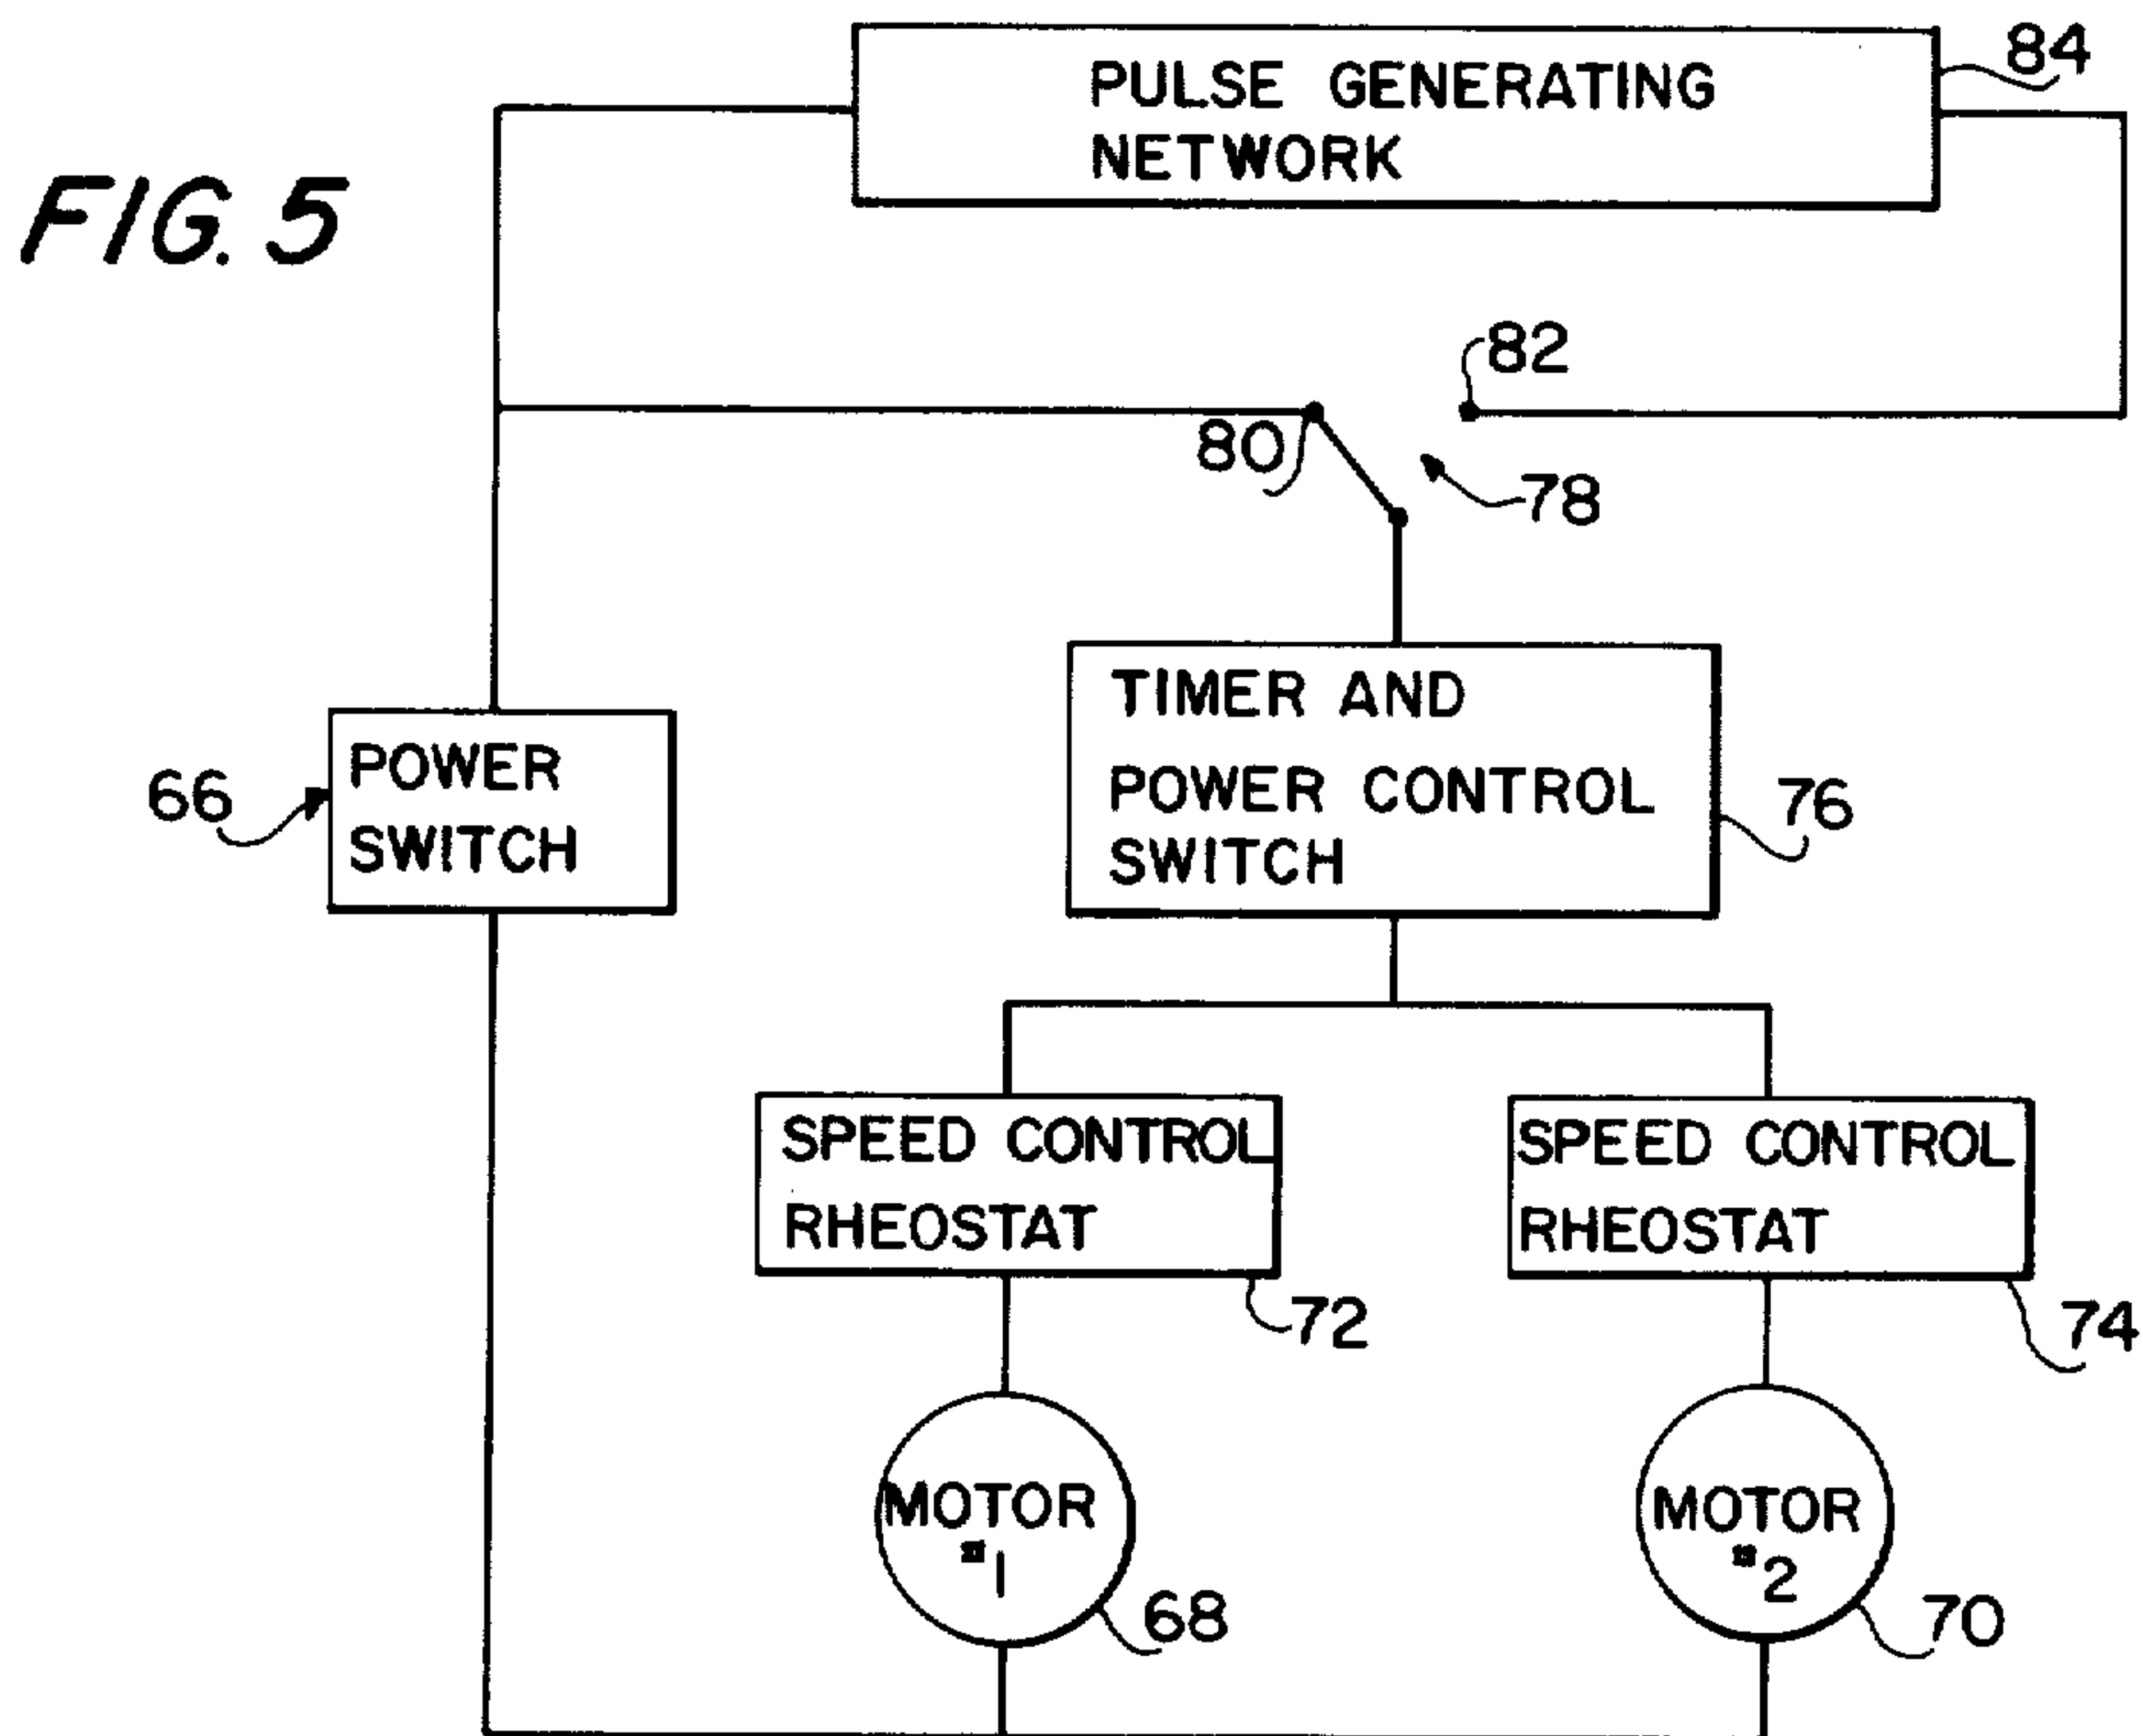 FIG. 5
PULSE GENERATING
NETWORK
84
82
80
78
66
POWER
SWITCH
TIMER AND
POWER CONTROL
SWITCH
76
SPEED CONTROL
RHEOSTAT
72
SPEED CONTROL
RHEOSTAT
74
MOTOR
#1
68
MOTOR
#2
70